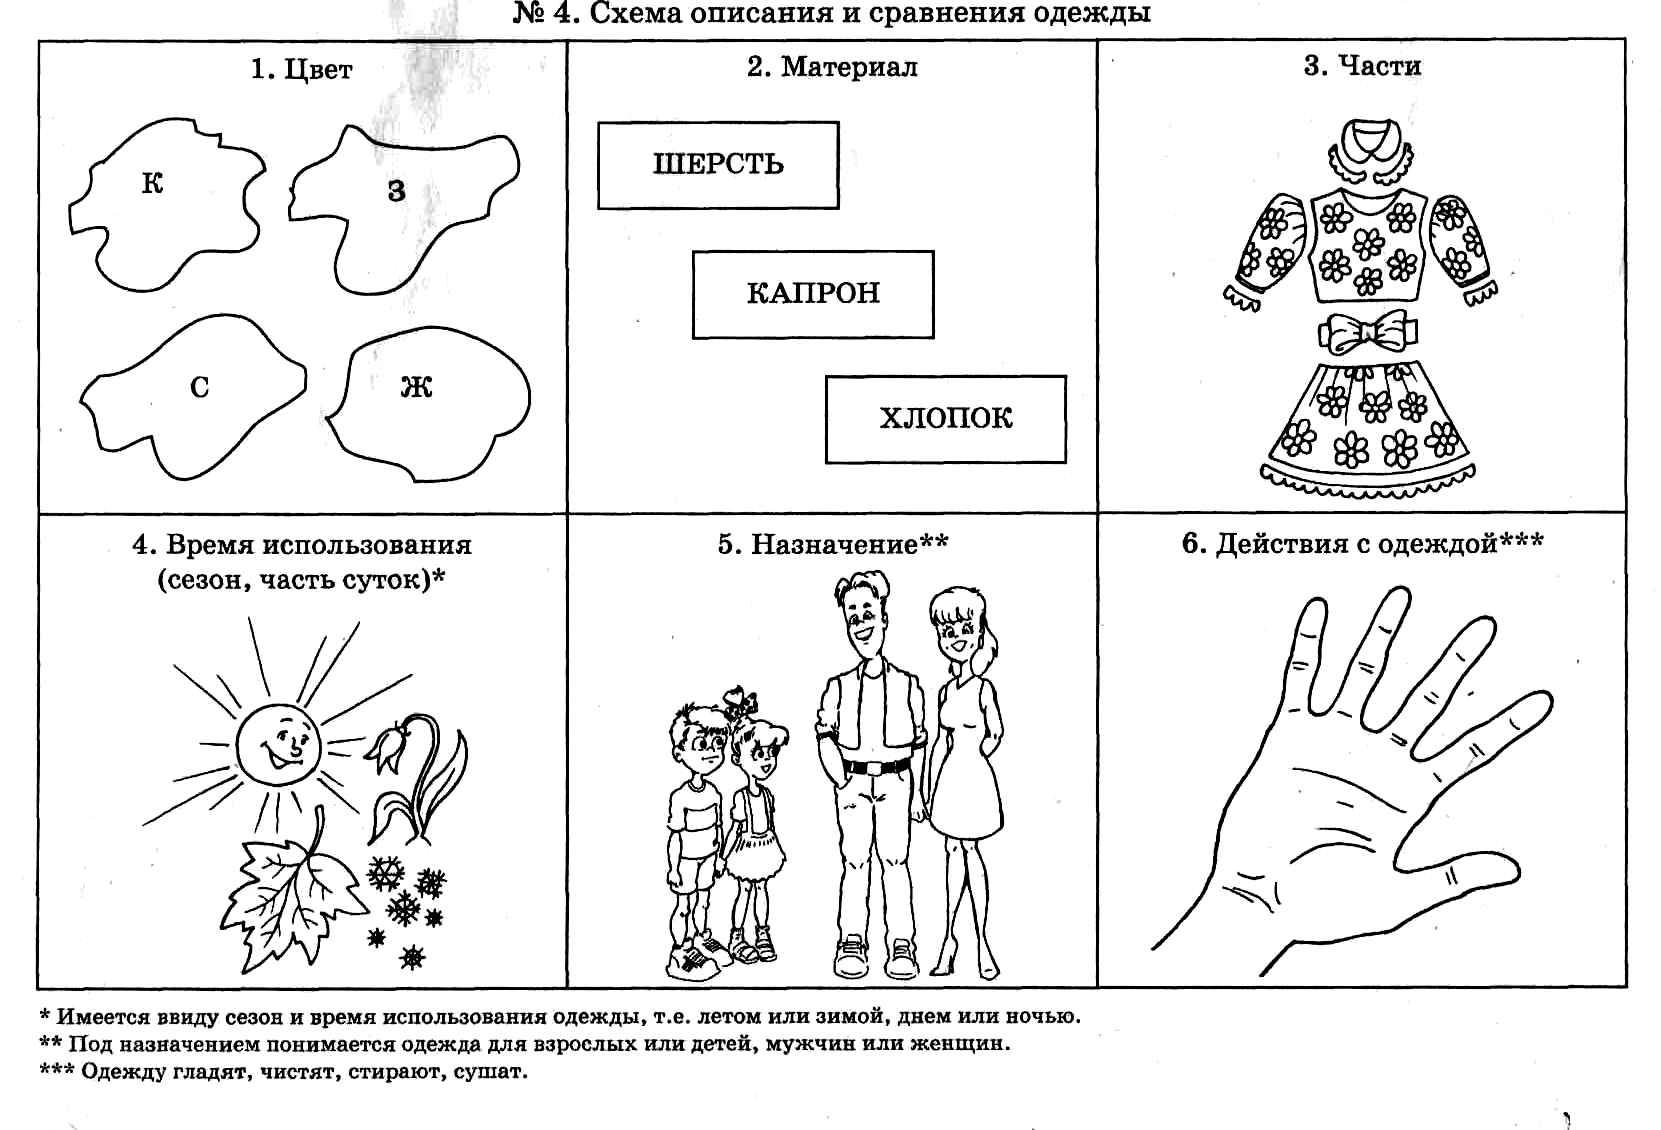 № 4. Схема описания и сравнения одежды
1. Цвет
К
З
С
Ж
2. Материал
ШЕРСТЬ
КАПРОН
ХЛОПОК
3. Части
4. Время использования
(сезон, часть суток)*
5. Назначение**
6. Действия с одеждой***
* Имеется ввиду сезон и время использования одежды, т.е. летом или зимой, днем или ночью.
** Под назначением понимается одежда для взрослых или детей, мужчин или женщин.
*** Одежду гладят, чистят, стирают, сушат.